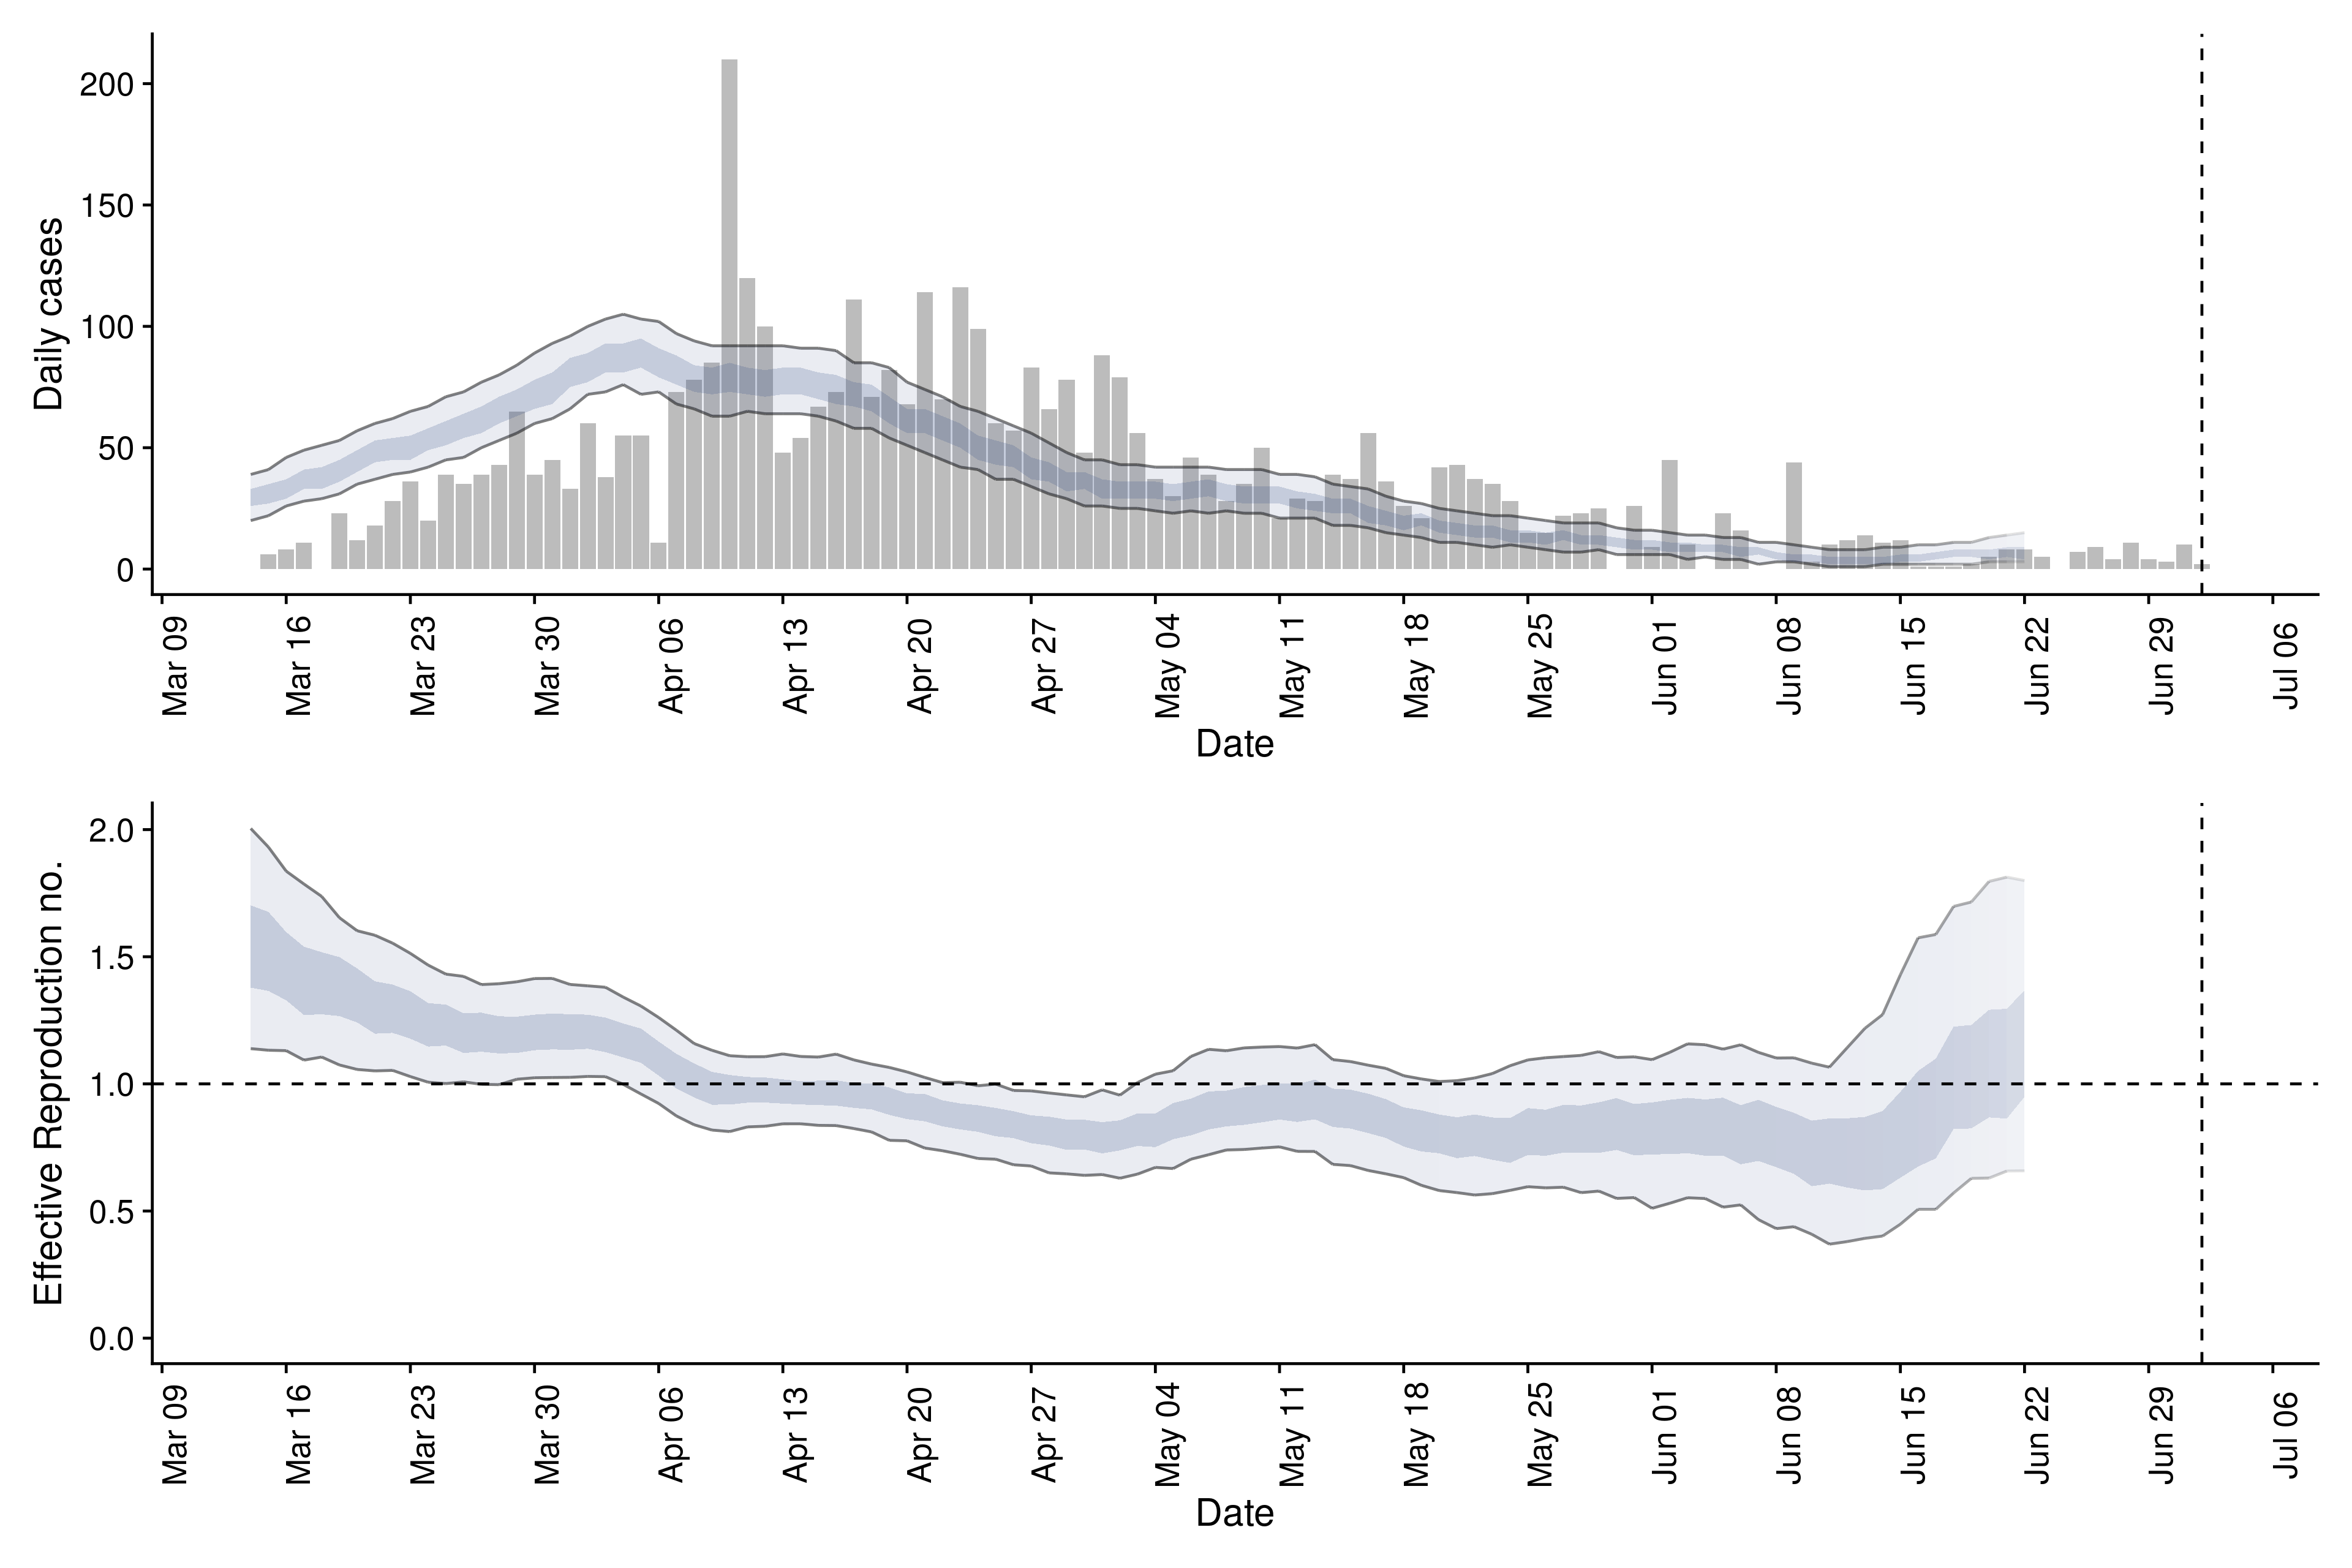 Daily cases
200
150
100
50
0
Mar 09
Mar 16
Mar 23
Mar 30
Apr 06
Apr 13
Apr 20
Apr 27
May 04
May 11
May 18
May 25
Jun 01
Jun 08
Jun 15
Jun 22
Jun 29
Jul 06
Date
Effective Reproduction no.
2.0
1.5
1.0
0.5
0.0
Mar 09
Mar 16
Mar 23
Mar 30
Apr 06
Apr 13
Apr 20
Apr 27
May 04
May 11
May 18
May 25
Jun 01
Jun 08
Jun 15
Jun 22
Jun 29
Jul 06
Date